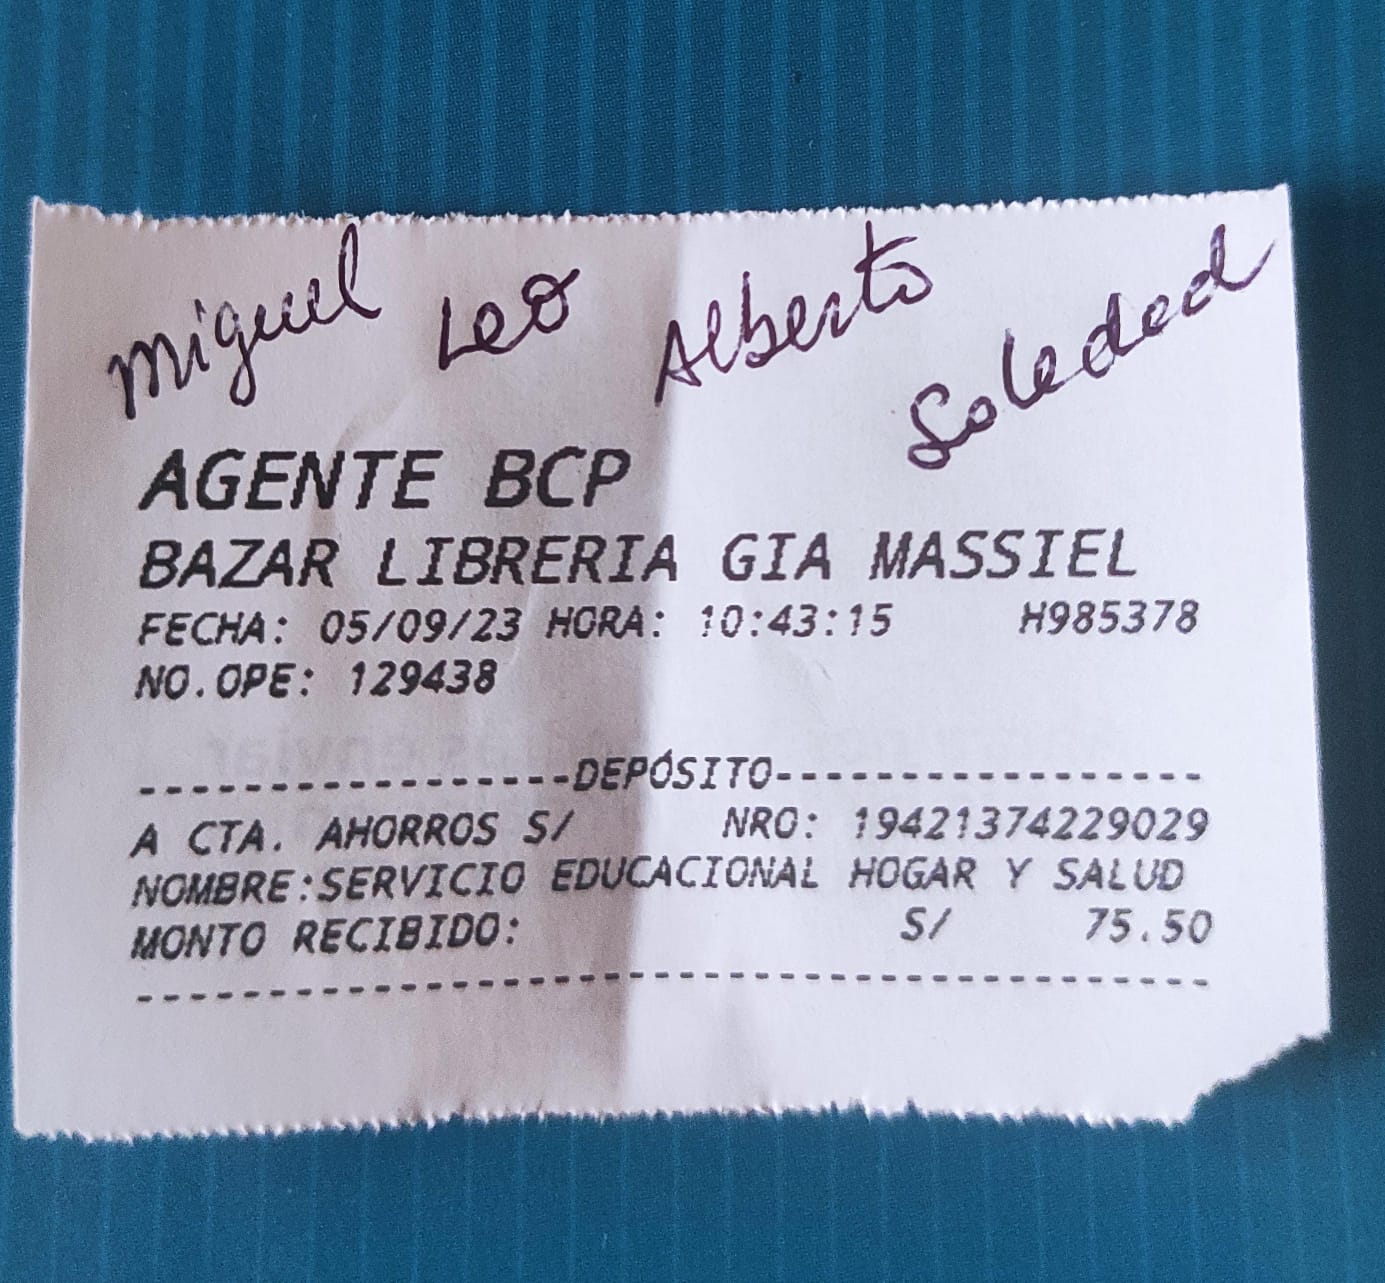 Miguel Leo Alberto Soledad
AGENTE BCP
BAZAR LIBRERIA GIA MASSIEL
FECHA: 05/09/23 HORA: 10:43:15 H985378
NO.OPE: 129438
-----------------DEPÓSITO-----------------
A CTA. AHORROS S/ NRO: 19421374229029
NOMBRE:SERVICIO EDUCACIONAL HOGAR Y SALUD
MONTO RECIBIDO: S/ 75.50